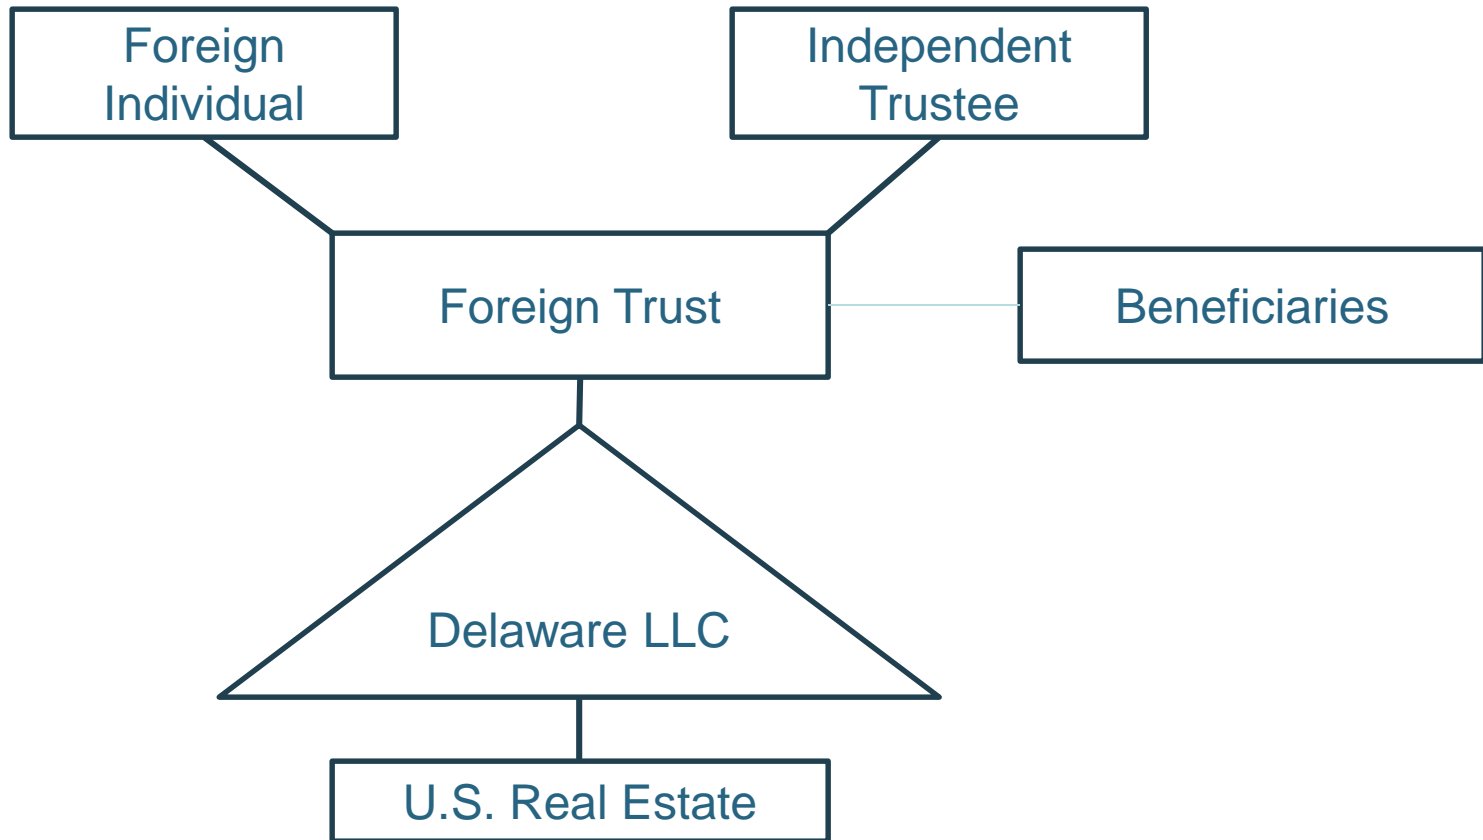 Foreign
Individual
Independent
Trustee
Foreign Trust
Beneficiaries
Delaware LLC
U.S. Real Estate